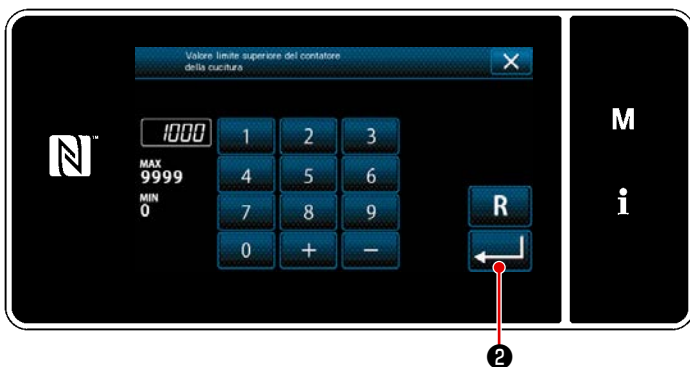 Valore limite superiore del contatore
della cucitura
1000
1 2 3
MAX
9999
4 5 6
MIN
0
7 8 9
0 + −
R
M
i
N™
❷